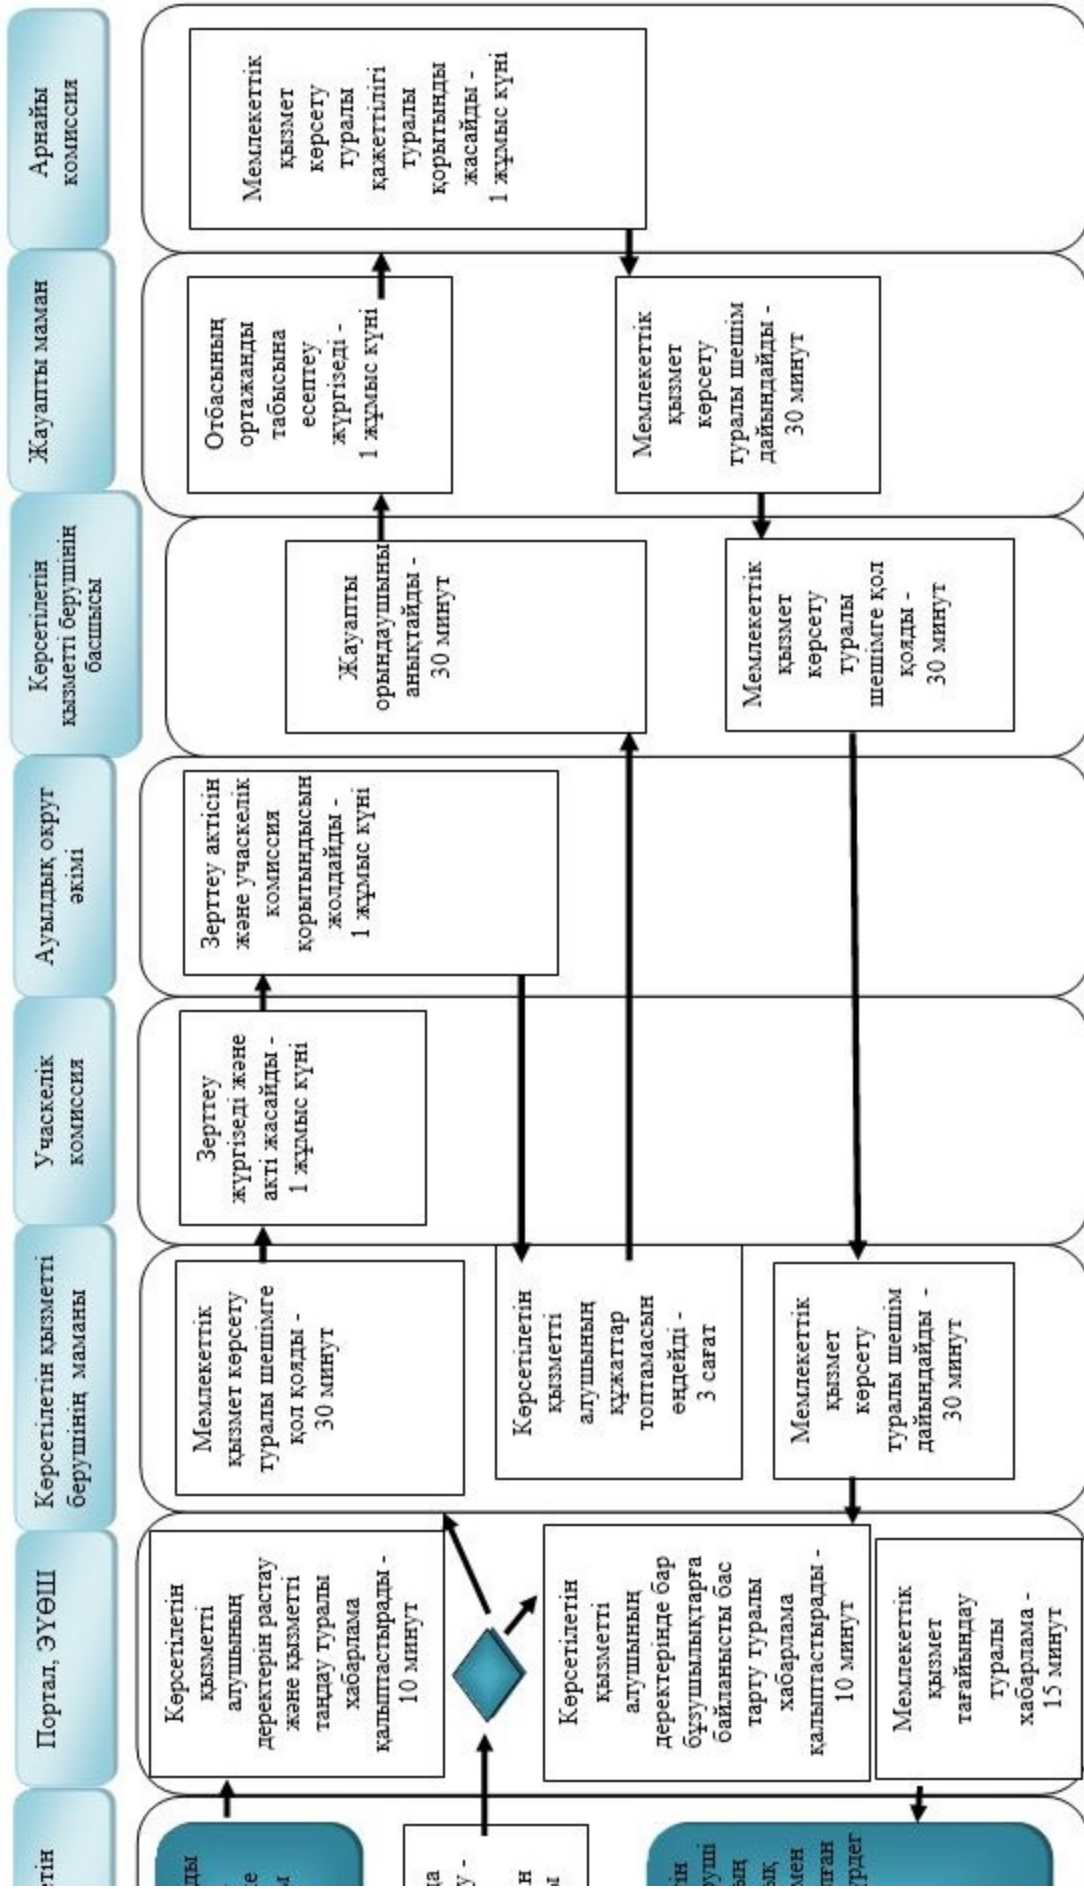 Портал, ЭҮӨШ
Көрсетілетін қызметті
берушінің маманы
Учаскелік
комиссия
Ауылдық округ
әкімі
Көрсетілетін
қызметті берушінің
басшысы
Жауапты маман
Арнайы
комиссия
Көрсетілетін
қызметті
алушының
деректерін растау
және қызметті
таңдау туралы
хабарлама
қалыптастырады -
10 минут
Мемлекеттік
қызмет көрсету
туралы шешімге
қол қояды -
30 минут
Зерттеу
жүргізеді және
акті жасайды -
1 жұмыс күні
Зерттеу актісін
және учаскелік
комиссия
қорытындысын
жолдайды -
1 жұмыс күні
Жауапты
орындаушыны
анықтайды -
30 минут
Отбасының
ортажанды
табысына
есептеу
жүргізеді -
1 жұмыс күні
Мемлекеттік
қызмет
көрсету
туралы
қажеттілігі
туралы
қорытынды
жасайды -
1 жұмыс күні
Көрсетілетін
қызметті
алушының
құжаттар
топтамасын
өңдейді -
3 сағат
Көрсетілетін
қызметті
алушының
деректерінде бар
бұзушылықтарға
байланысты бас
тарту туралы
хабарлама
қалыптастырады -
10 минут
Мемлекеттік
қызмет
көрсету
туралы шешім
дайындайды -
30 минут
Мемлекеттік
қызмет
көрсету
туралы
шешімге қол
қояды -
30 минут
Мемлекеттік
қызмет
көрсету
туралы шешім
дайындайды -
30 минут
Мемлекеттік
қызмет
тағайындау
туралы
хабарлама -
15 минут